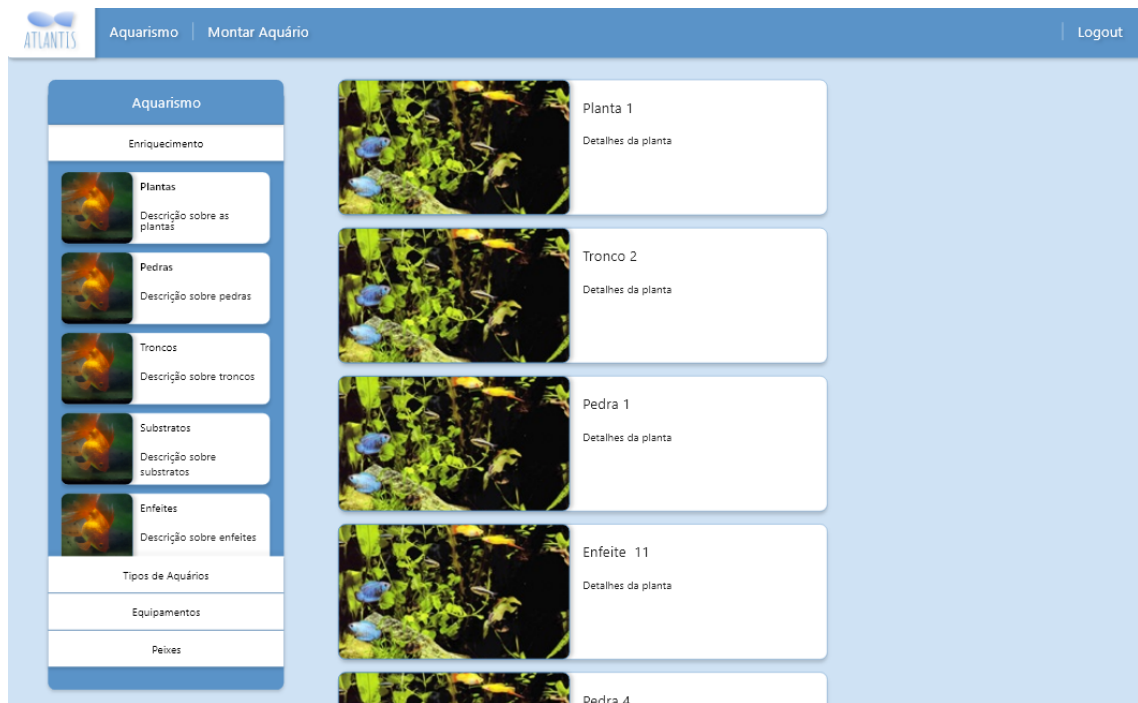 ATLANTIS
Aquarismo
Montar Aquário
Logout
Aquarismo
Enriquecimento
Plantas
Descrição sobre as
plantas
Pedras
Descrição sobre pedras
Troncos
Descrição sobre troncos
Substratos
Descrição sobre
substratos
Enfeites
Descrição sobre enfeites
Tipos de Aquários
Equipamentos
Peixes
Planta 1
Detalhes da planta
Tronco 2
Detalhes da planta
Pedra 1
Detalhes da planta
Enfeite 11
Detalhes da planta
Pedra 4